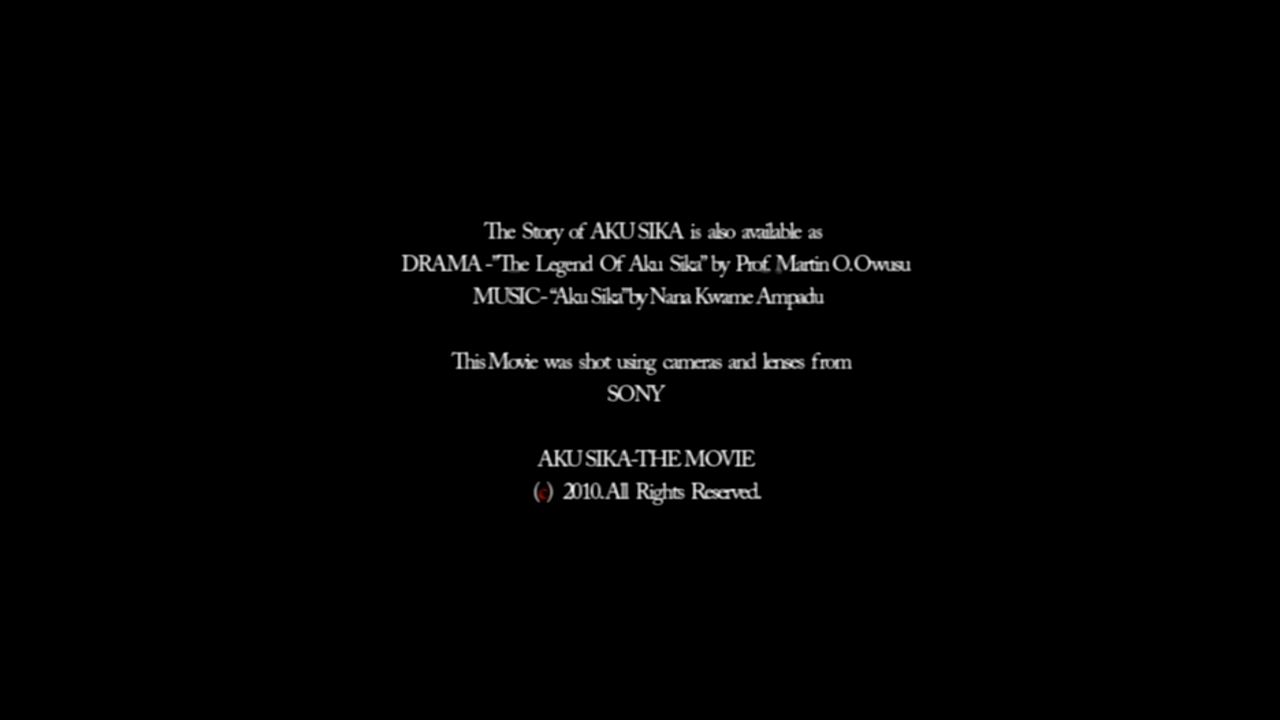 The Story of AKU SIKA is also available as
DRAMA -"The Legend Of Aku Sika" by Prof. Martin O. Owusu
MUSIC- "Aku Sika"by Nana Kwame Ampadu
This Movie was shot using cameras and lenses from
SONY
AKU SIKA-THE MOVIE
(c) 2010. All Rights Reserved.